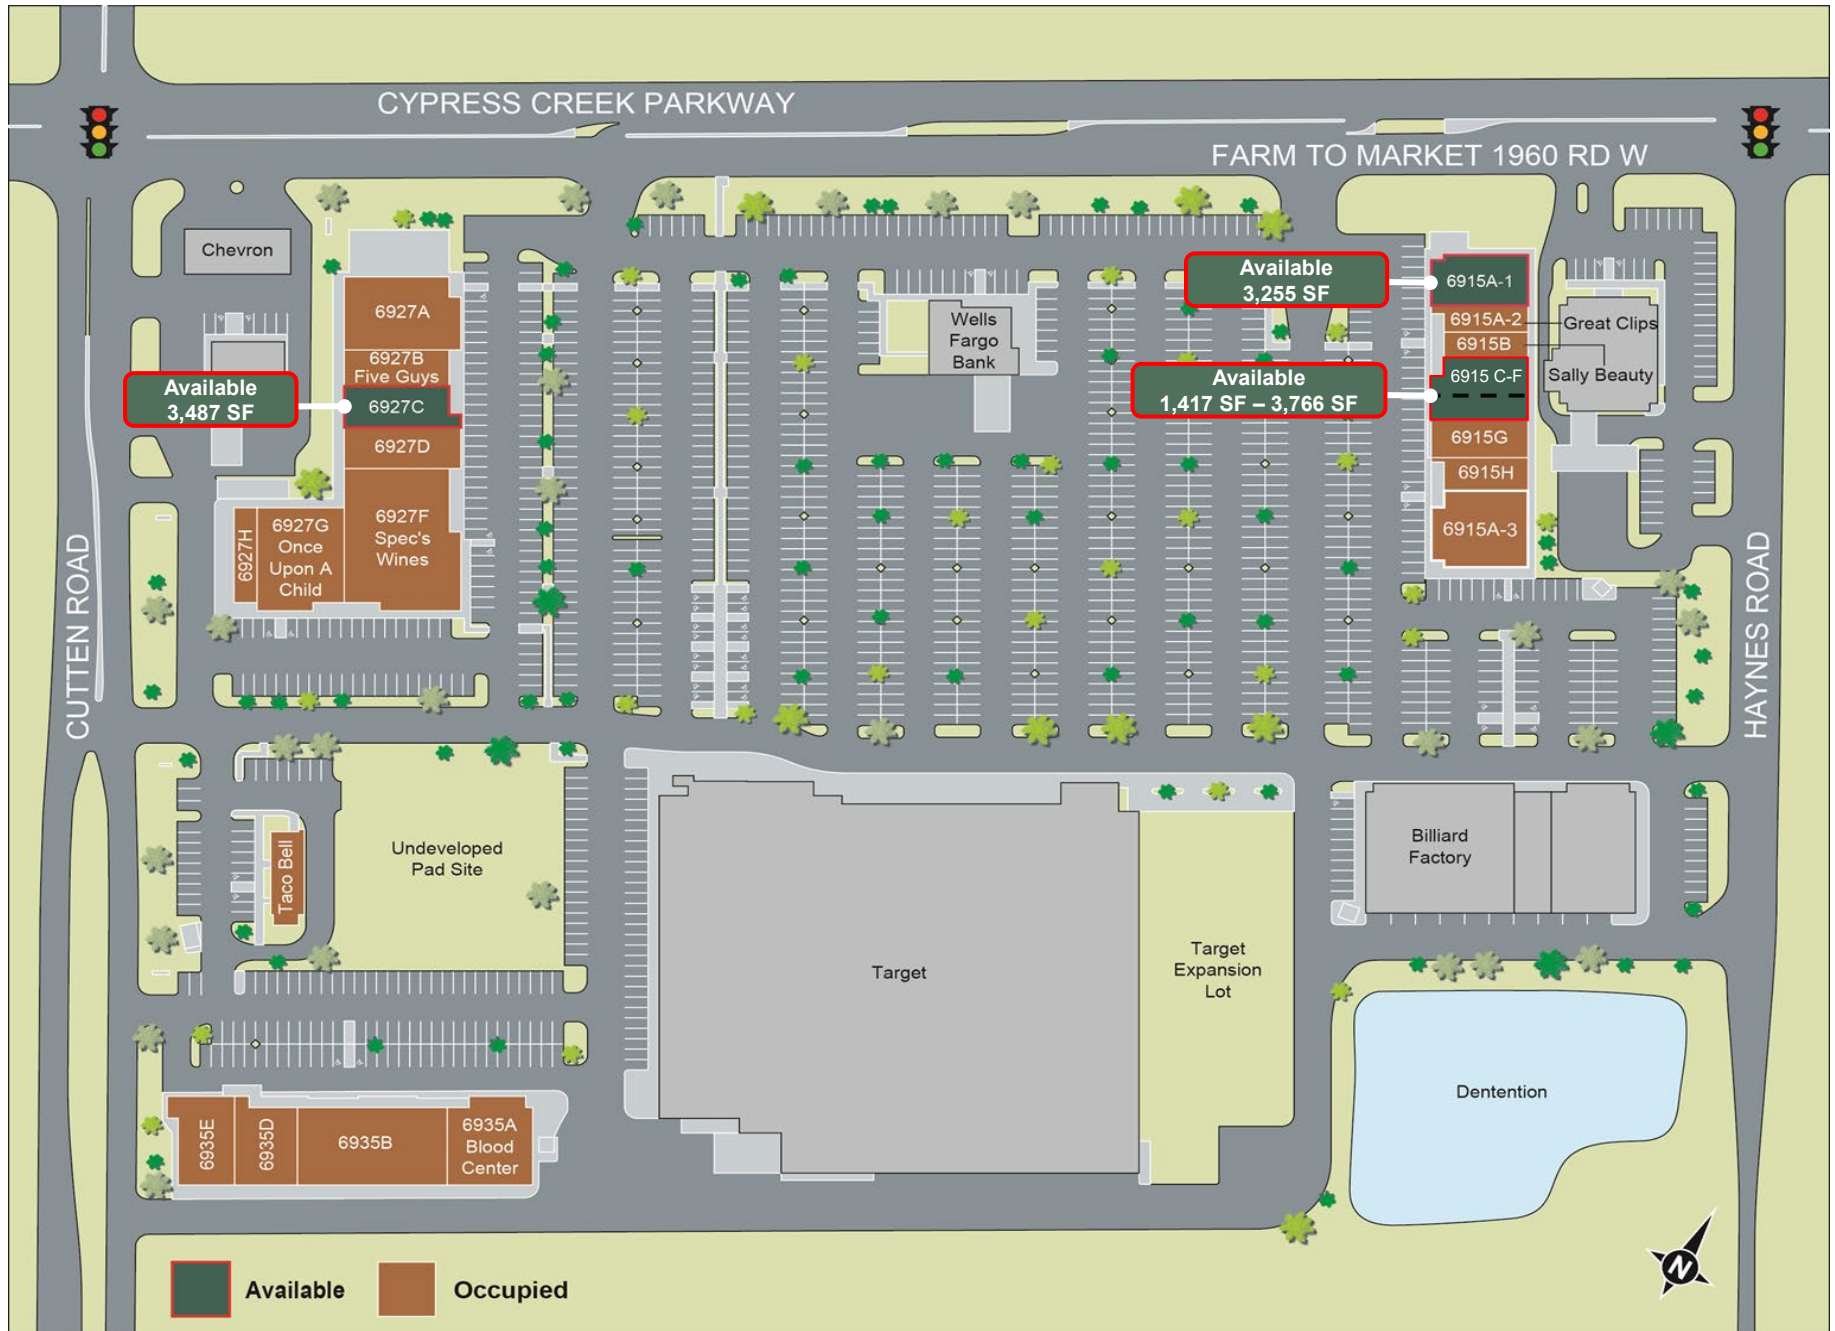 CYPRESS CREEK PARKWAY
FARM TO MARKET 1960 RD W
Chevron
6927A
6927B
Five Guys
Available
3,487 SF
6927C
6927D
6927F
Spec's
Wines
6927G
Once
Upon A
Child
6927H
Wells
Fargo
Bank
Available
3,255 SF
6915A-1
6915A-2
Great Clips
6915B
Sally Beauty
Available
1,417 SF – 3,766 SF
6915 C-F
6915G
6915H
6915A-3
CUTTEN ROAD
HAYNES ROAD
Undeveloped
Pad Site
Taco Bell
Target
Target
Expansion
Lot
Billiard
Factory
Dentention
6935E
6935D
6935B
6935A
Blood
Center
Available
Occupied
N